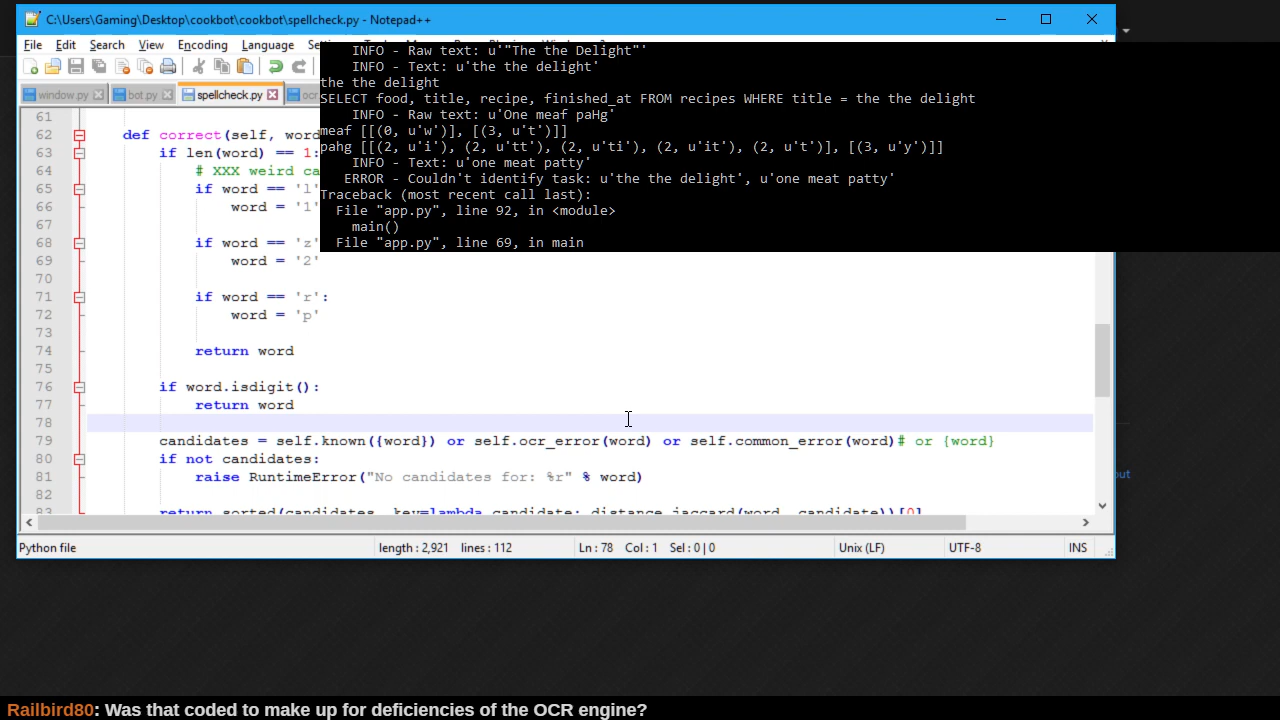 C:\Users\Gaming\Desktop\cookbot\cookbot\spellcheck.py - Notepad++
File Edit Search View Encoding Language
window.py bot.py spellcheck.py ocr
INFO - Raw text: u'"The the Delight"'
INFO - Text: u'the the delight'
the the delight
SELECT food, title, recipe, finished_at FROM recipes WHERE title = the the delight
INFO - Raw text: u'One meaf paHg'
meaf [[(0, u'w')], [(3, u't')]]
pahg [[(2, u'i'), (2, u'tt'), (2, u'ti'), (2, u'it'), (2, u't')], [(3, u'y')]]
INFO - Text: u'one meat patty'
ERROR - Couldn't identify task: u'the the delight', u'one meat patty'
Traceback (most recent call last):
File "app.py", line 92, in <module>
main()
File "app.py", line 69, in main
61
62 def correct(self, word
63 if len(word) == 1:
64 # XXX weird ca
65 if word == 'l'
66 word = '1'
67
68 if word == 'z'
69 word = '2'
70
71 if word == 'r':
72 word = 'p'
73
74 return word
75
76 if word.isdigit():
77 return word
78
79 candidates = self.known({word}) or self.ocr_error(word) or self.common_error(word)# or {word}
80 if not candidates:
81 raise RuntimeError("No candidates for: %r" % word)
82
83 return sorted(candidates, key=lambda candidate: distance.jaccard(word, candidate))[0]
Python file length : 2,921 lines : 112 Ln : 78 Col : 1 Sel : 0 | 0 Unix (LF) UTF-8 INS
Railbird80: Was that coded to make up for deficiencies of the OCR engine?